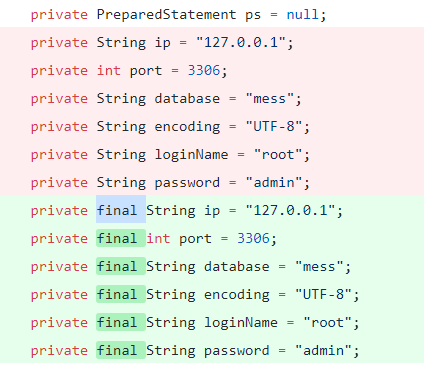 private PreparedStatement ps = null;
private String ip = "127.0.0.1";
private int port = 3306;
private String database = "mess";
private String encoding = "UTF-8";
private String loginName = "root";
private String password = "admin";
private final String ip = "127.0.0.1";
private final int port = 3306;
private final String database = "mess";
private final String encoding = "UTF-8";
private final String loginName = "root";
private final String password = "admin";